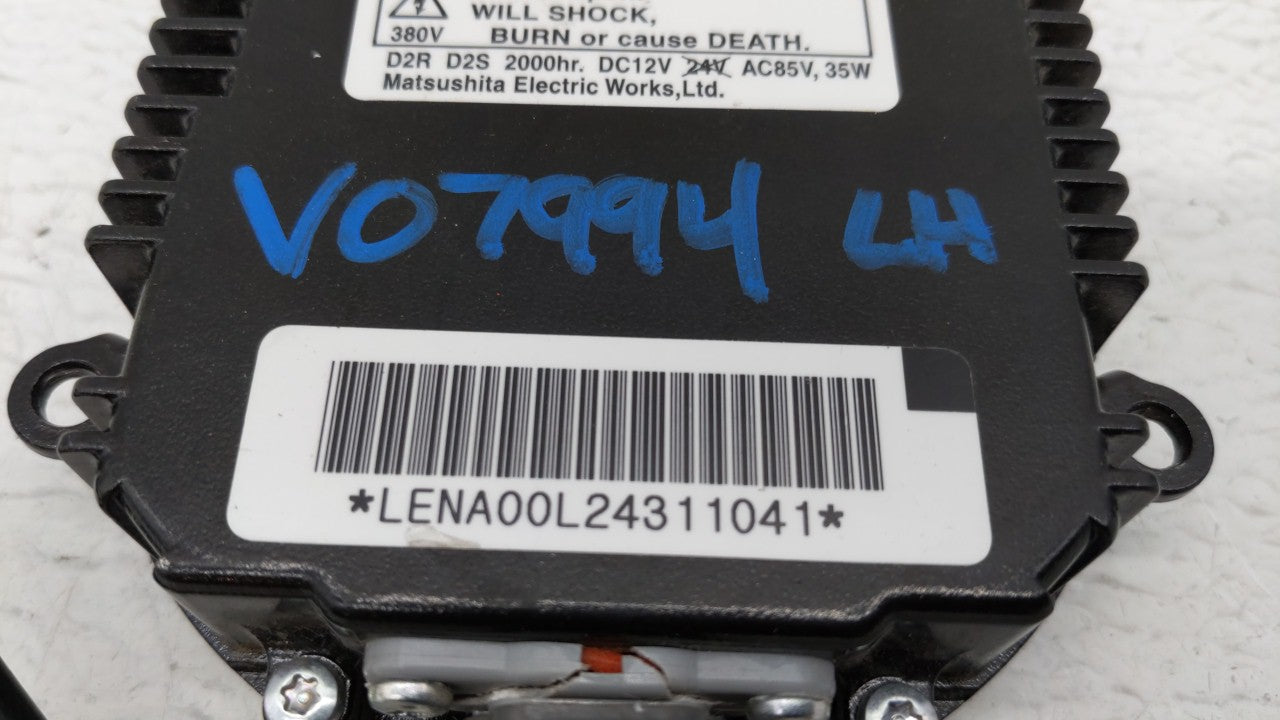 WILL SHOCK,
380V BURN or cause DEATH.
D2R D2S 2000hr. DC12V 24V AC85V, 35W
Matsushita Electric Works,Ltd.
V07994 LH
*LENA00L24311041*